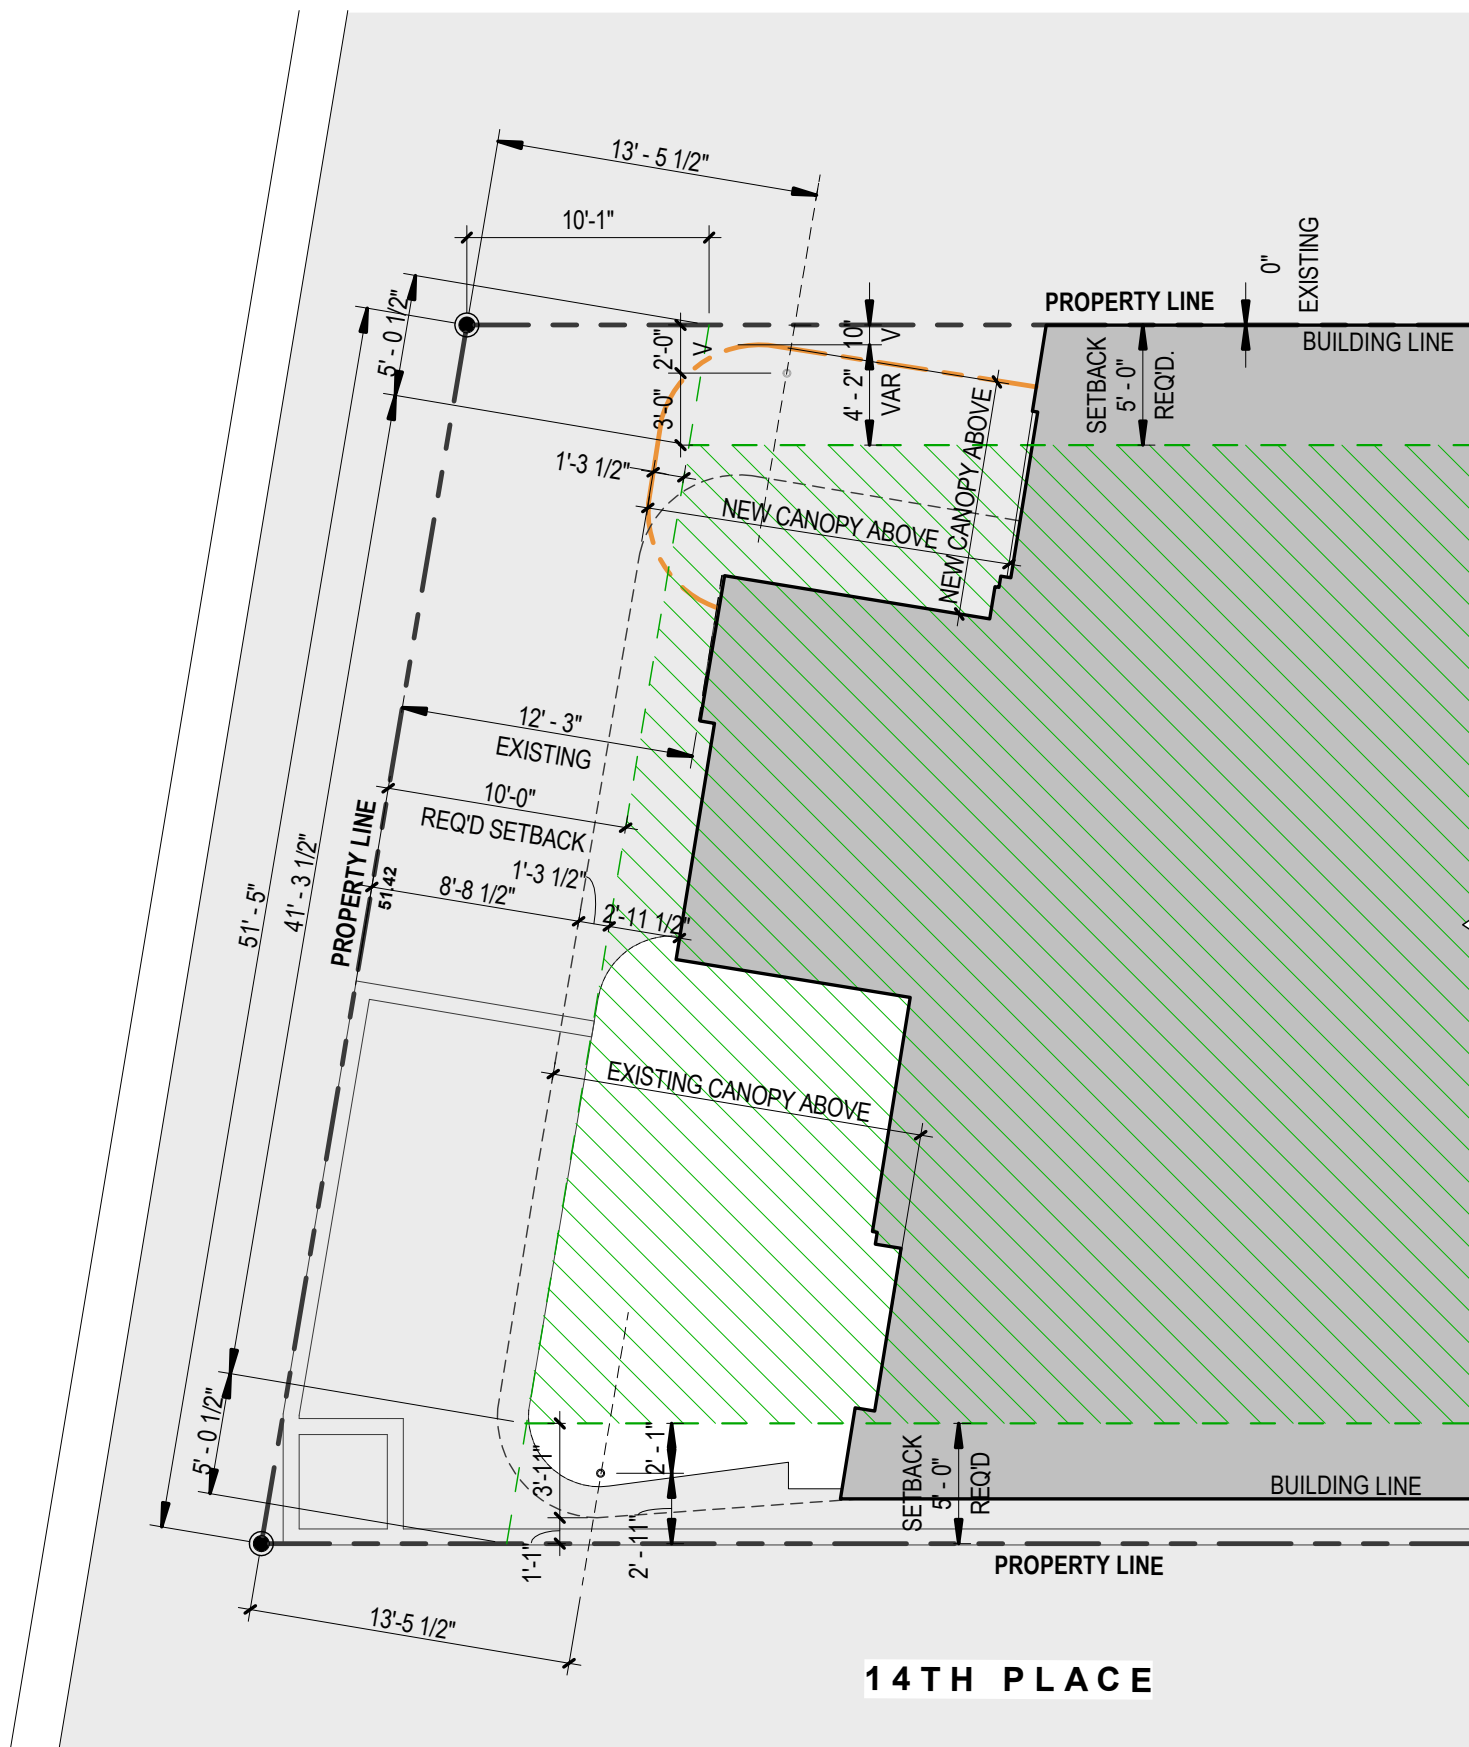 13' - 5 1/2"
10'-1"
0"
EXISTING
PROPERTY LINE
BUILDING LINE
5' - 0 1/2"
2'-0"
V
10"
V
3'-0"
4' - 2"
VAR
SETBACK
5' - 0"
REQ'D.
1'-3 1/2"
NEW CANOPY ABOVE
NEW CANOPY ABOVE
12' - 3"
EXISTING
10'-0"
REQ'D SETBACK
PROPERTY LINE
51.42
51' - 5"
41' - 3 1/2"
8'-8 1/2"
1'-3 1/2"
2'-11 1/2"
EXISTING CANOPY ABOVE
5' - 0 1/2"
3'-11"
2' - 1"
1'-1"
2' - 11"
SETBACK
5' - 0"
REQ'D
BUILDING LINE
PROPERTY LINE
13'-5 1/2"
14TH PLACE